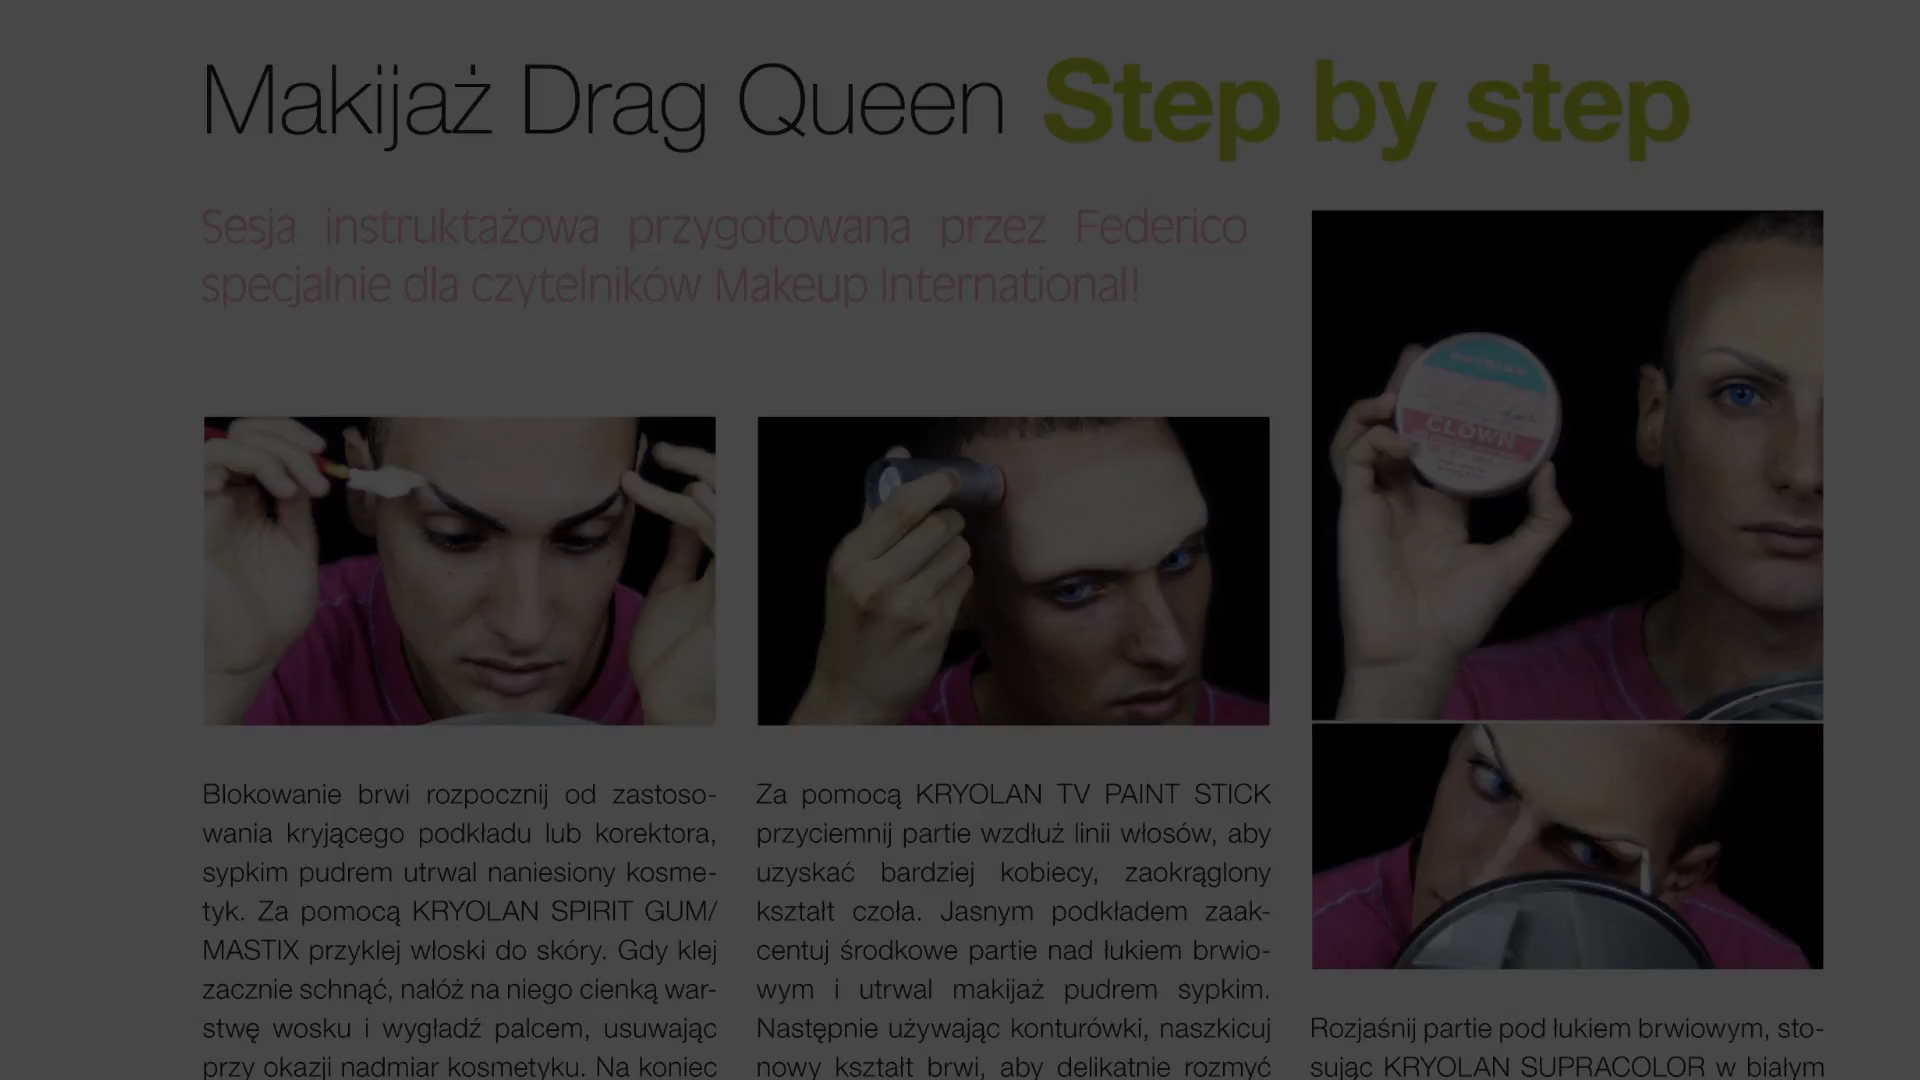 Makijaż Drag Queen Step by step
Sesja instruktażowa przygotowana przez Federico
specjalnie dla czytelników Makeup International!
CLOWN
Blokowanie brwi rozpocznij od zastoso-
wania kryjącego podkładu lub korektora,
sypkim pudrem utrwal naniesiony kosme-
tyk. Za pomocą KRYOLAN SPIRIT GUM/
MASTIX przyklej włoski do skóry. Gdy klej
zacznie schnąć, nałóż na niego cienką war-
stwę wosku i wygładź palcem, usuwając
przy okazji nadmiar kosmetyku. Na koniec
Za pomocą KRYOLAN TV PAINT STICK
przyciemnij partie wzdłuż linii włosów, aby
uzyskać bardziej kobiecy, zaokrąglony
kształt czoła. Jasnym podkładem zaak-
centuj środkowe partie nad łukiem brwio-
wym i utrwal makijaż pudrem sypkim.
Następnie używając konturówki, naszkicuj
nowy kształt brwi, aby delikatnie rozmyć
Rozjaśnij partie pod łukiem brwiowym, sto-
sując KRYOLAN SUPRACOLOR w białym